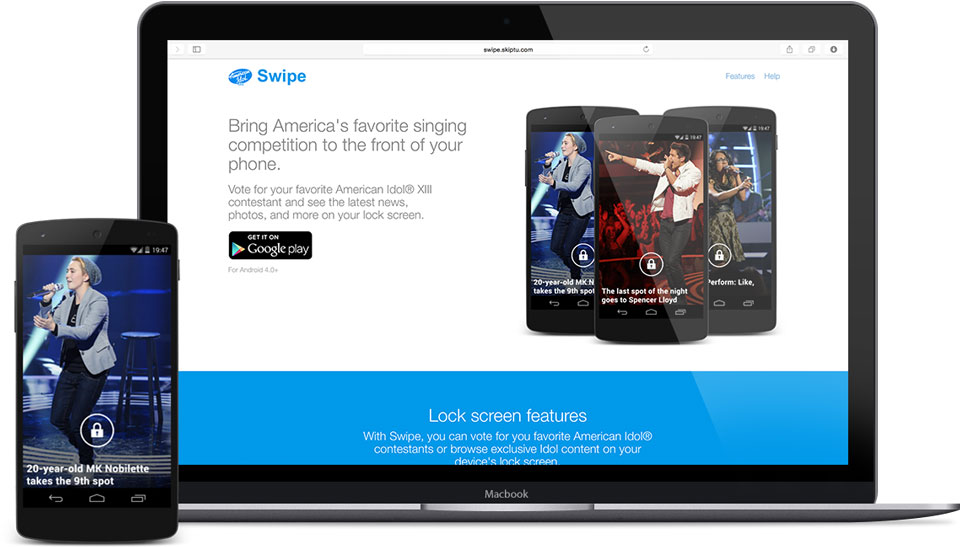 swipe.skiptu.com
Swipe
Features Help
Bring America's favorite singing
competition to the front of your
phone.
Vote for your favorite American Idol® XIII
contestant and see the latest news,
photos, and more on your lock screen.
GET IT ON
Google play
For Android 4.0+
19:47
19:47
20-year-old MK N
takes the 9th spot
19:47
The last spot of the night
goes to Spencer Lloyd
Perform: Like,
Lock screen features
With Swipe, you can vote for you favorite American Idol®
contestants or browse exclusive Idol content on your
device's lock screen
Macbook
19:47
20-year-old MK Nobilette
takes the 9th spot